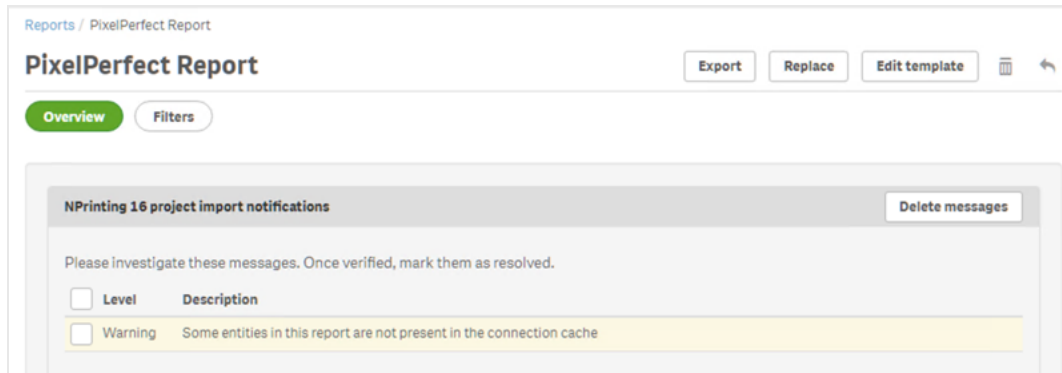 Reports / PixelPerfect Report
PixelPerfect Report
Export
Replace
Edit template
Overview
Filters
NPrinting 16 project import notifications
Delete messages
Please investigate these messages. Once verified, mark them as resolved.
Level Description
Warning Some entities in this report are not present in the connection cache